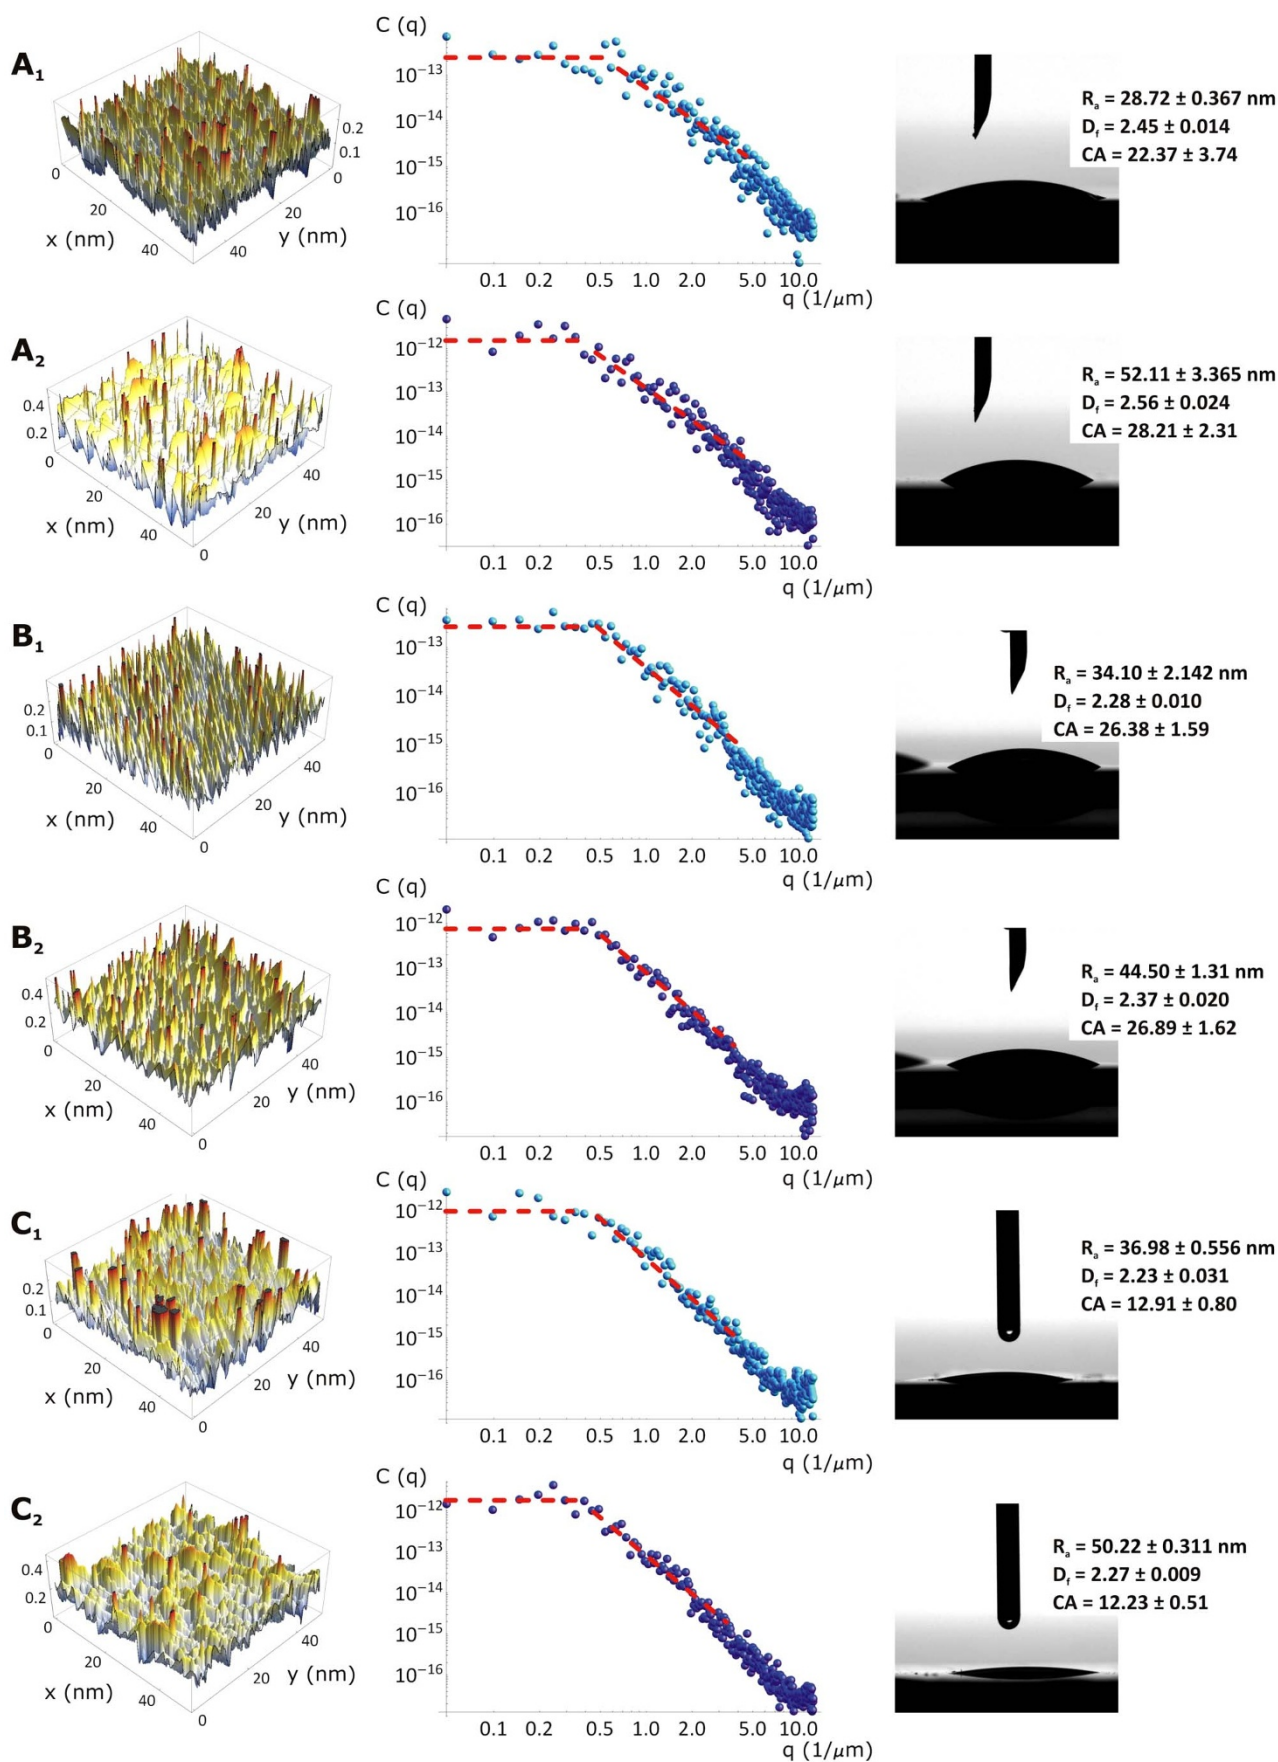 A₁
0.2
0.1
0
20
40
x (nm)
0
20
40
y (nm)
C (q)
10⁻¹³
10⁻¹⁴
10⁻¹⁵
10⁻¹⁶
0.1 0.2 0.5 1.0 2.0 5.0 10.0
q (1/μm)
Rₐ = 28.72 ± 0.367 nm
D_f = 2.45 ± 0.014
CA = 22.37 ± 3.74
A₂
0.4
0.2
0
20
40
x (nm)
40
20
0
y (nm)
C (q)
10⁻¹²
10⁻¹³
10⁻¹⁴
10⁻¹⁵
10⁻¹⁶
0.1 0.2 0.5 1.0 2.0 5.0 10.0
q (1/μm)
Rₐ = 52.11 ± 3.365 nm
D_f = 2.56 ± 0.024
CA = 28.21 ± 2.31
B₁
0.2
0.1
0
20
40
x (nm)
40
20
0
y (nm)
C (q)
10⁻¹³
10⁻¹⁴
10⁻¹⁵
10⁻¹⁶
0.1 0.2 0.5 1.0 2.0 5.0 10.0
q (1/μm)
Rₐ = 34.10 ± 2.142 nm
D_f = 2.28 ± 0.010
CA = 26.38 ± 1.59
B₂
0.4
0.2
0
20
40
x (nm)
40
20
0
y (nm)
C (q)
10⁻¹²
10⁻¹³
10⁻¹⁴
10⁻¹⁵
10⁻¹⁶
0.1 0.2 0.5 1.0 2.0 5.0 10.0
q (1/μm)
Rₐ = 44.50 ± 1.31 nm
D_f = 2.37 ± 0.020
CA = 26.89 ± 1.62
C₁
0.2
0.1
0
20
40
x (nm)
40
20
0
y (nm)
C (q)
10⁻¹²
10⁻¹³
10⁻¹⁴
10⁻¹⁵
10⁻¹⁶
0.1 0.2 0.5 1.0 2.0 5.0 10.0
q (1/μm)
Rₐ = 36.98 ± 0.556 nm
D_f = 2.23 ± 0.031
CA = 12.91 ± 0.80
C₂
0.4
0.2
0
20
40
x (nm)
40
20
0
y (nm)
C (q)
10⁻¹²
10⁻¹³
10⁻¹⁴
10⁻¹⁵
10⁻¹⁶
0.1 0.2 0.5 1.0 2.0 5.0 10.0
q (1/μm)
Rₐ = 50.22 ± 0.311 nm
D_f = 2.27 ± 0.009
CA = 12.23 ± 0.51